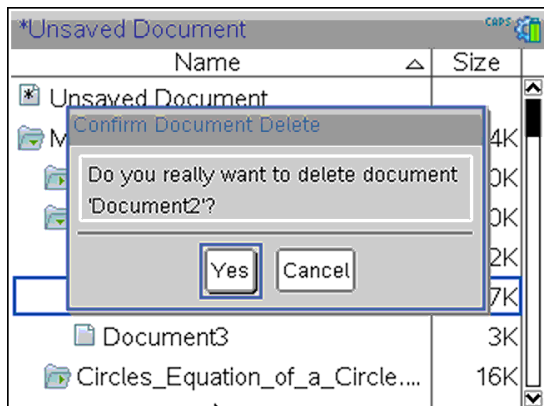 *Unsaved Document
CAPS
Name Size
Unsaved Document
Confirm Document Delete
M 4K
Do you really want to delete document
'Document2'?
0K
0K
2K
Yes Cancel
7K
Document3 3K
Circles_Equation_of_a_Circle.... 16K